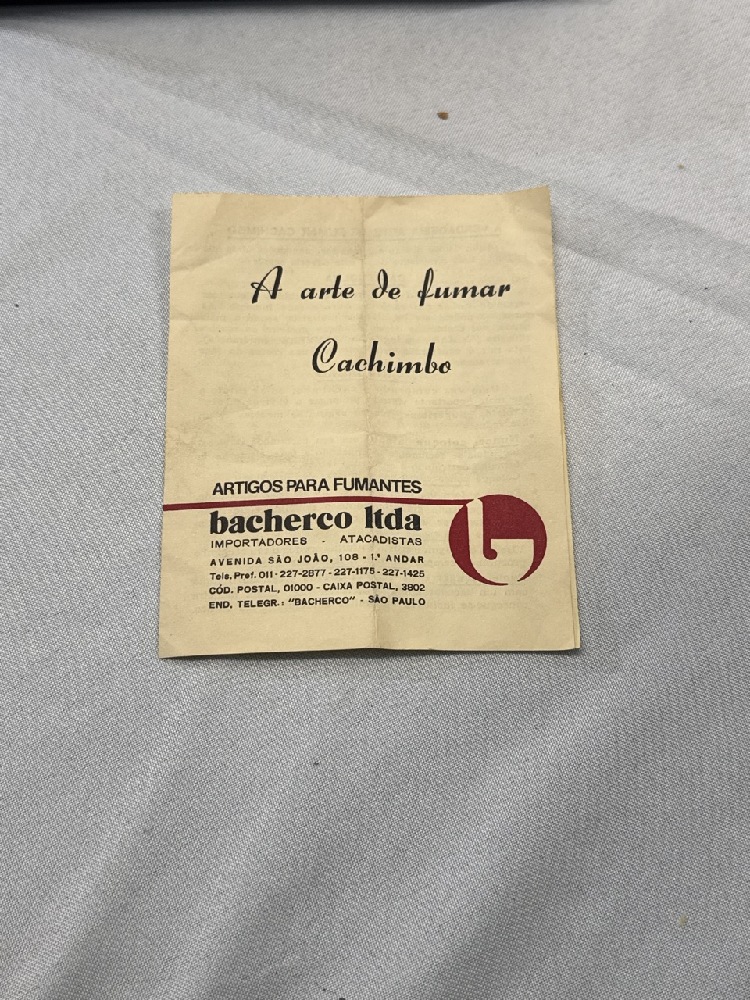 A arte de fumar
Cachimbo
ARTIGOS PARA FUMANTES
bacherco ltda
IMPORTADORES - ATACADISTAS
AVENIDA SÃO JOÃO, 108 - 1.º ANDAR
Tels. Pref. 011 - 227-2877 - 227-1175 - 227-1425
CÓD. POSTAL, 01000 - CAIXA POSTAL, 3802
END. TELEGR.: "BACHERCO" - SÃO PAULO